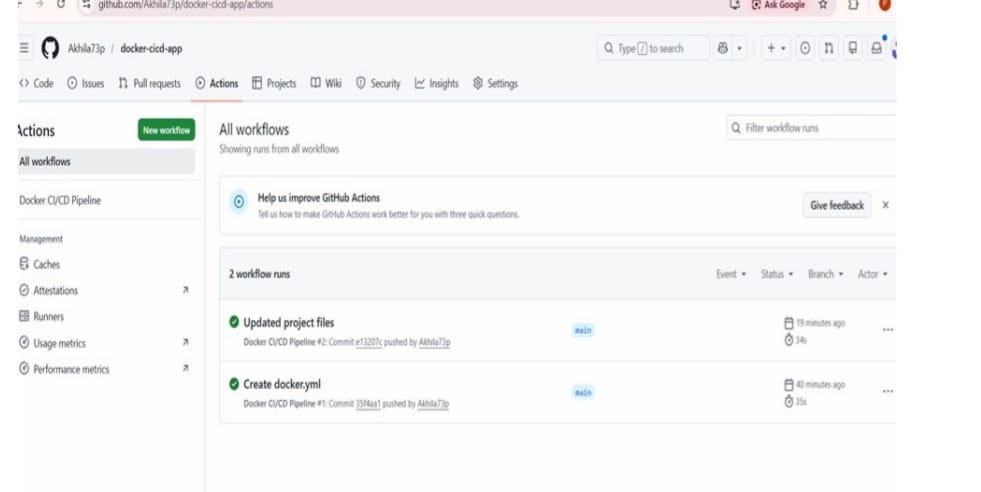 github.com/Akhila73p/docker-cicd-app/actions
Ask Google
P
Akhila73p / docker-cicd-app
Type / to search
Code
Issues
Pull requests
Actions
Projects
Wiki
Security
Insights
Settings
Actions
New workflow
All workflows
Docker CI/CD Pipeline
Management
Caches
Attestations
Runners
Usage metrics
Performance metrics
All workflows
Showing runs from all workflows
Filter workflow runs
Help us improve GitHub Actions
Tell us how to make GitHub Actions work better for you with three quick questions.
Give feedback
2 workflow runs
Event
Status
Branch
Actor
Updated project files
Docker CI/CD Pipeline #2: Commit e13207c pushed by Akhila73p
main
19 minutes ago
34s
Create docker.yml
Docker CI/CD Pipeline #1: Commit 35f4aa1 pushed by Akhila73p
main
40 minutes ago
35s